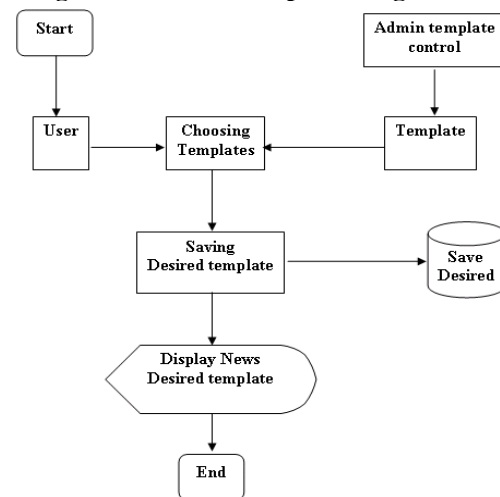 Start
Admin template
control
User
Choosing
Templates
Template
Saving
Desired template
Save
Desired
Display News
Desired template
End